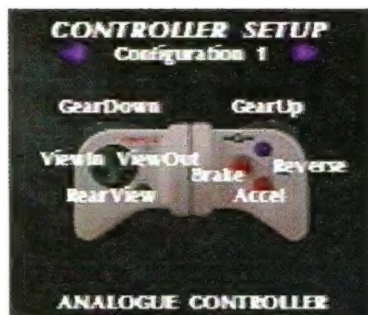 CONTROLLER SETUP
Configuration 1
GearDown GearUp
ViewIn ViewOut Reverse
Brake
RearView Accel
ANALOGUE CONTROLLER